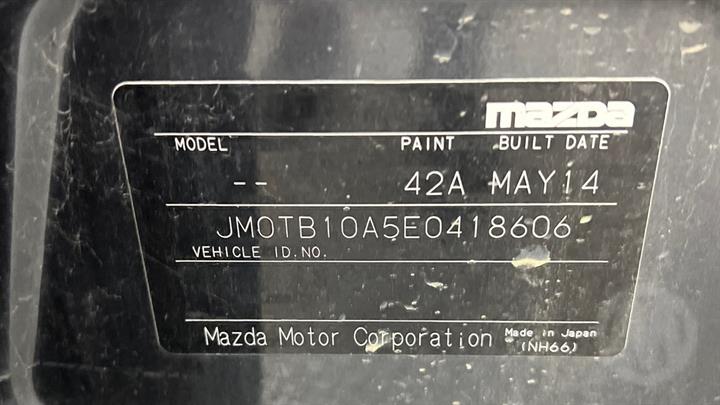 mazda
MODEL PAINT BUILT DATE
-- 42A MAY14
JM0TB10A5E0418606
VEHICLE ID.NO.
Mazda Motor Corporation Made in Japan
(NH66)